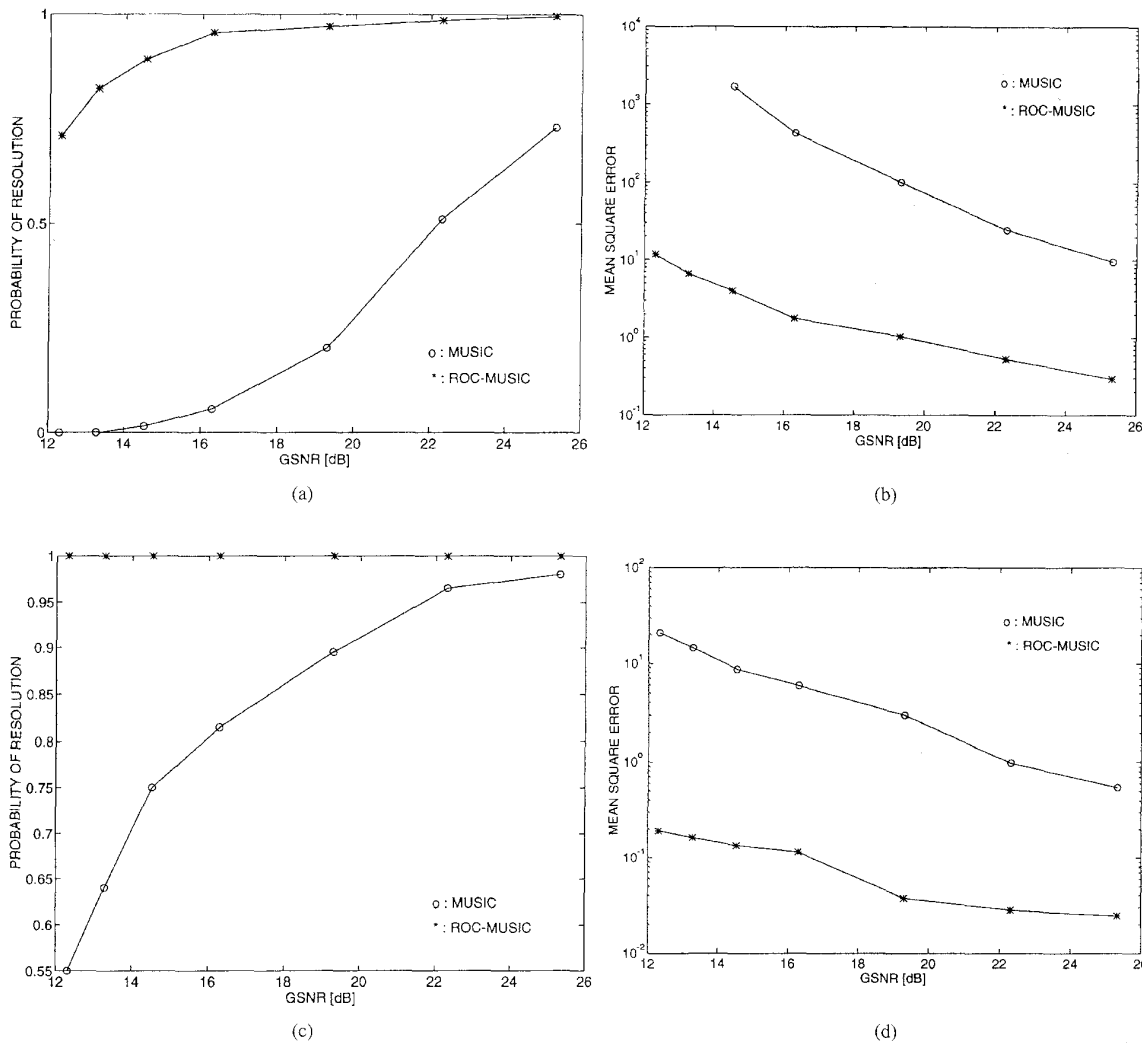 1
0.5
0
PROBABILITY OF RESOLUTION
o : MUSIC
* : ROC-MUSIC
12 14 16 18 20 22 24 26
GSNR [dB]
(a)
10^4
10^3
10^2
10^1
10^0
10^-1
MEAN SQUARE ERROR
o : MUSIC
* : ROC-MUSIC
12 14 16 18 20 22 24 26
GSNR [dB]
(b)
1
0.95
0.9
0.85
0.8
0.75
0.7
0.65
0.6
0.55
PROBABILITY OF RESOLUTION
o : MUSIC
* : ROC-MUSIC
12 14 16 18 20 22 24 26
GSNR [dB]
(c)
10^2
10^1
10^0
10^-1
10^-2
MEAN SQUARE ERROR
o : MUSIC
* : ROC-MUSIC
12 14 16 18 20 22 24 26
GSNR [dB]
(d)